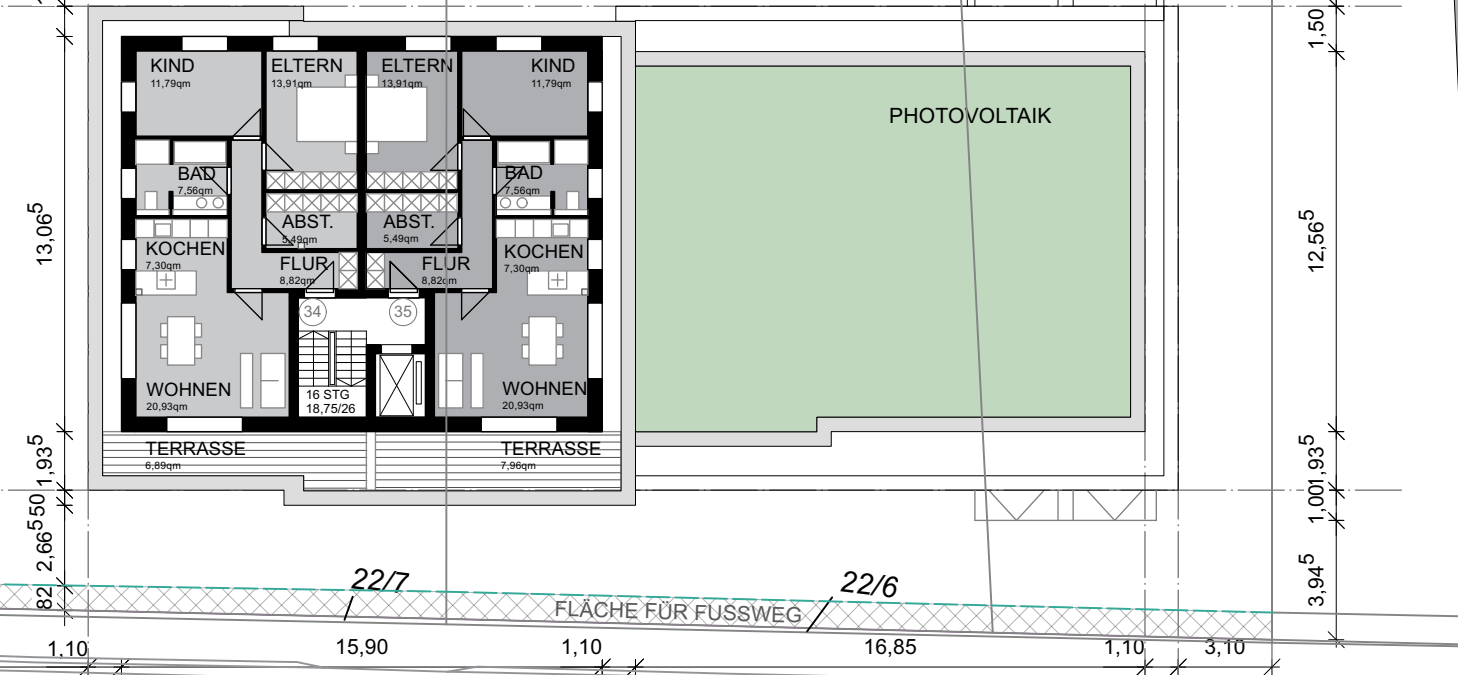 1,50
KIND
11,79qm
ELTERN
13,91qm
ELTERN
13,91qm
KIND
11,79qm
PHOTOVOLTAIK
BAD
7,56qm
BAD
7,56qm
13,06⁵
12,56⁵
ABST.
5,49qm
ABST.
5,49qm
KOCHEN
7,30qm
KOCHEN
7,30qm
FLUR
8,82qm
FLUR
8,82qm
34
35
WOHNEN
20,93qm
16 STG
18,75/26
WOHNEN
20,93qm
TERRASSE
6,89qm
TERRASSE
7,96qm
1,93⁵
1,93⁵
50
1,00
2,66⁵
3,94⁵
82
22/7
22/6
FLÄCHE FÜR FUSSWEG
1,10
15,90
1,10
16,85
1,10
3,10